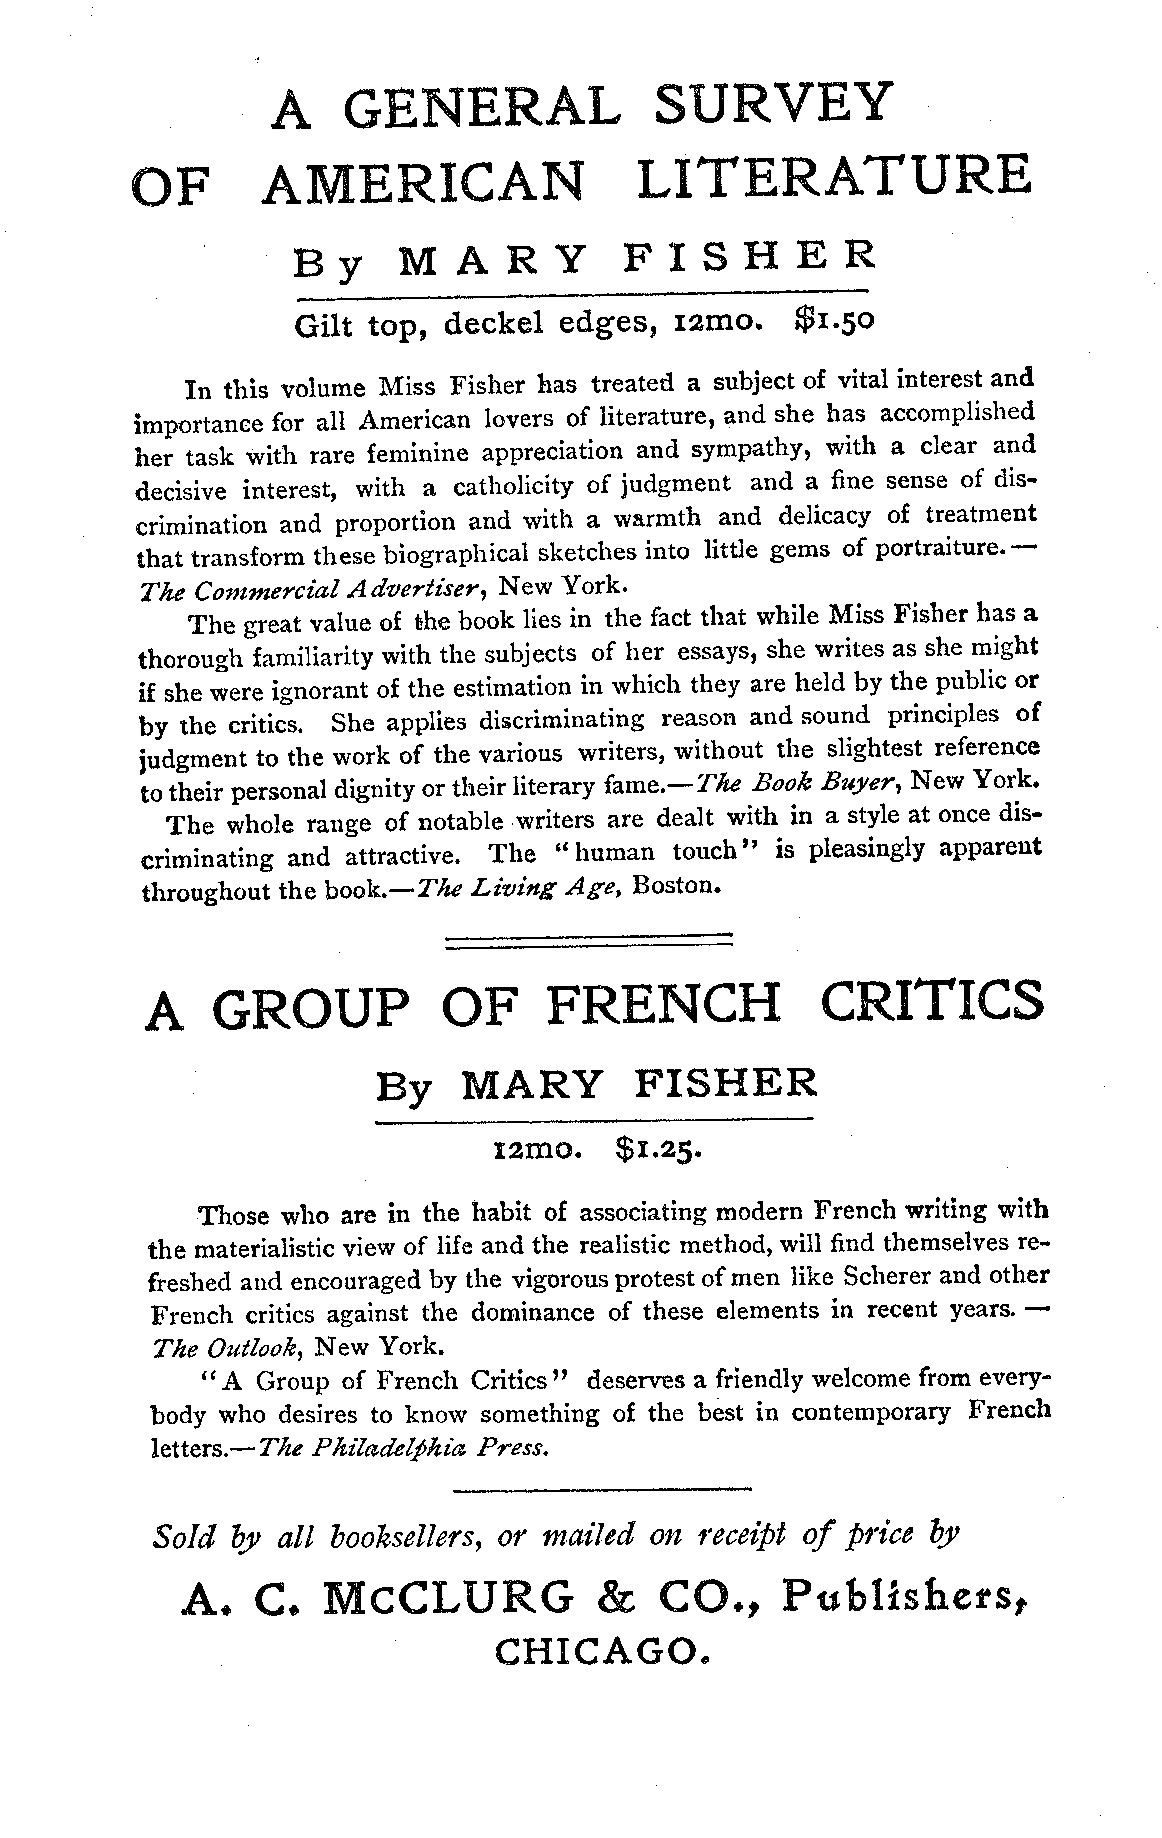 A GENERAL SURVEY
OF AMERICAN LITERATURE
By MARY FISHER
Gilt top, deckel edges, 12mo. $1.50
In this volume Miss Fisher has treated a subject of vital interest and
importance for all American lovers of literature, and she has accomplished
her task with rare feminine appreciation and sympathy, with a clear and
decisive interest, with a catholicity of judgment and a fine sense of dis-
crimination and proportion and with a warmth and delicacy of treatment
that transform these biographical sketches into little gems of portraiture.—
The Commercial Advertiser, New York.
The great value of the book lies in the fact that while Miss Fisher has a
thorough familiarity with the subjects of her essays, she writes as she might
if she were ignorant of the estimation in which they are held by the public or
by the critics. She applies discriminating reason and sound principles of
judgment to the work of the various writers, without the slightest reference
to their personal dignity or their literary fame.—The Book Buyer, New York.
The whole range of notable writers are dealt with in a style at once dis-
criminating and attractive. The "human touch" is pleasingly apparent
throughout the book.—The Living Age, Boston.
A GROUP OF FRENCH CRITICS
By MARY FISHER
12mo. $1.25.
Those who are in the habit of associating modern French writing with
the materialistic view of life and the realistic method, will find themselves re-
freshed and encouraged by the vigorous protest of men like Scherer and other
French critics against the dominance of these elements in recent years. —
The Outlook, New York.
"A Group of French Critics" deserves a friendly welcome from every-
body who desires to know something of the best in contemporary French
letters.—The Philadelphia Press.
Sold by all booksellers, or mailed on receipt of price by
A. C. McCLURG & CO., Publishers,
CHICAGO.